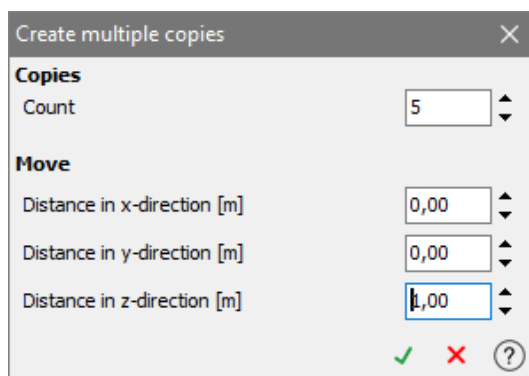 Create multiple copies
Copies
Count 5
Move
Distance in x-direction [m] 0,00
Distance in y-direction [m] 0,00
Distance in z-direction [m] 1,00
?